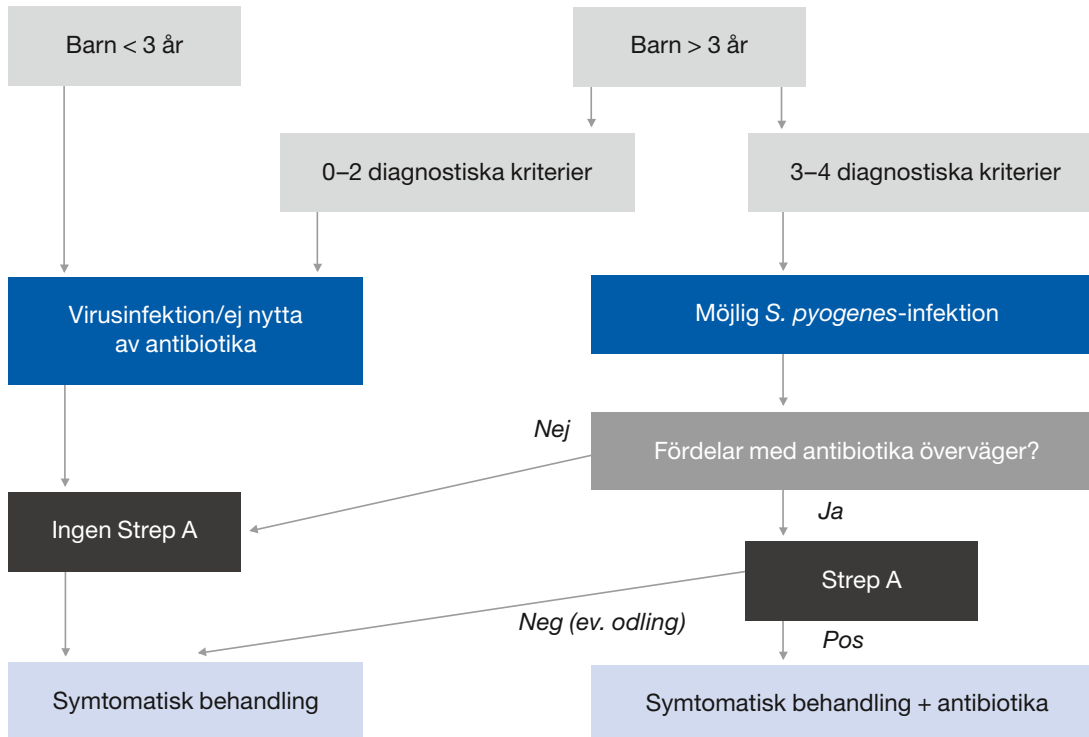 Barn < 3 år
Barn > 3 år
0–2 diagnostiska kriterier
3–4 diagnostiska kriterier
Virusinfektion/ej nytta
av antibiotika
Möjlig S. pyogenes-infektion
Nej
Fördelar med antibiotika överväger?
Ja
Ingen Strep A
Strep A
Neg (ev. odling)
Pos
Symtomatisk behandling
Symtomatisk behandling + antibiotika